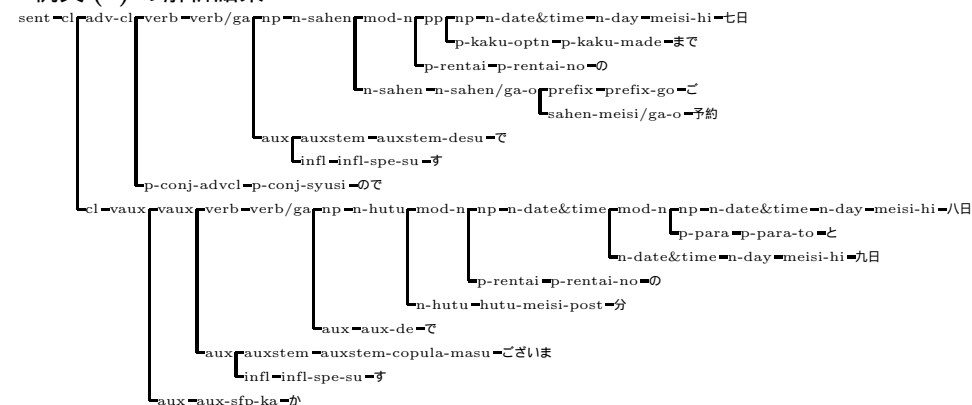 sent cl adv-cl verb verb/ga np n-sahen mod-n pp np n-date&time n-day meisi-hi 七日
p-kaku-optn p-kaku-made まで
p-rentai p-rentai-no の
n-sahen n-sahen/ga-o prefix prefix-go ご
sahen-meisi/ga-o 予約
aux auxstem auxstem-desu で
infl infl-spe-su す
p-conj-advcl p-conj-syusi ので
cl vaux vaux verb verb/ga np n-hutu mod-n np n-date&time mod-n np n-date&time n-day meisi-hi 八日
p-para p-para-to と
n-date&time n-day meisi-hi 九日
p-rentai p-rentai-no の
n-hutu hutu-meisi-post 分
aux aux-de で
aux auxstem auxstem-copula-masu ございま
infl infl-spe-su す
aux aux-sfp-ka か